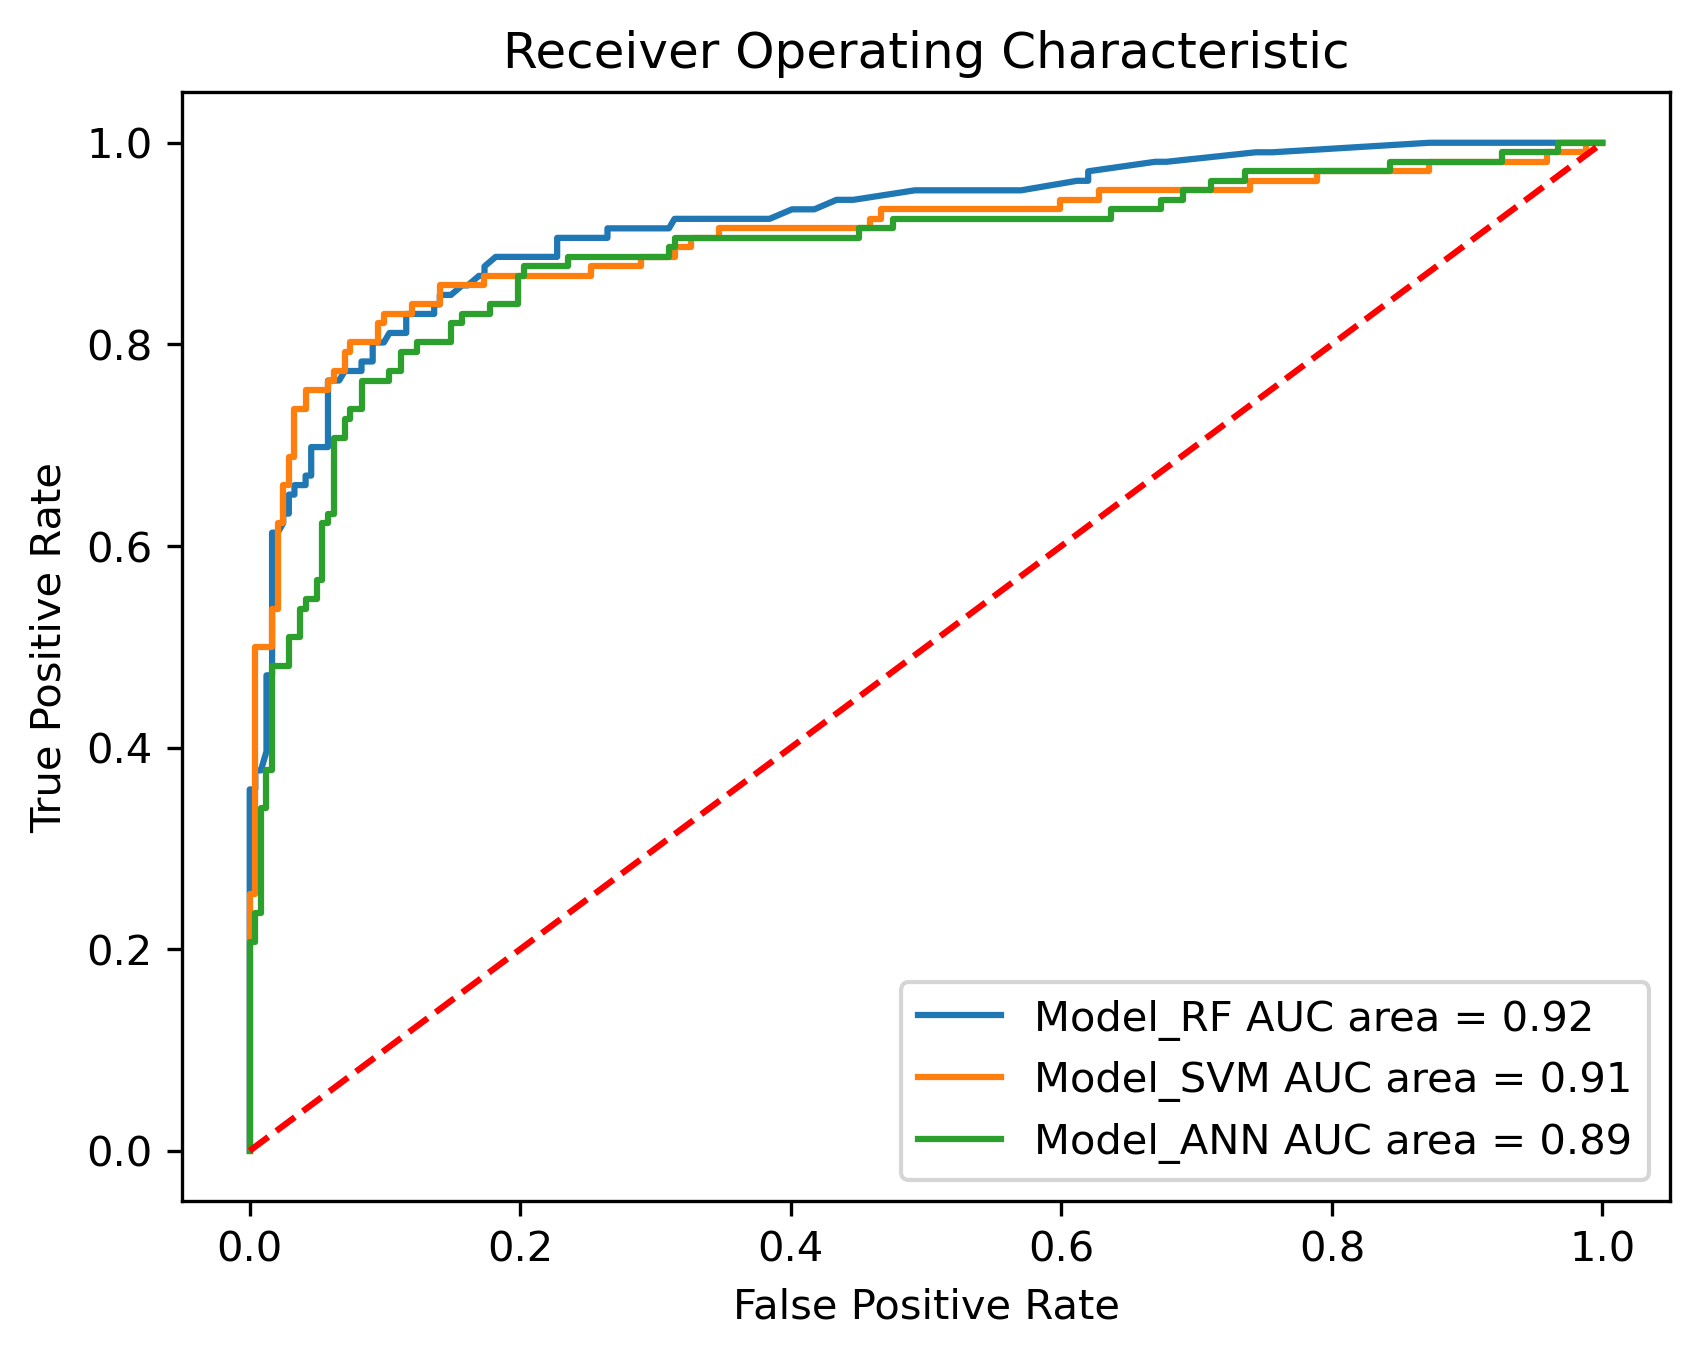 Receiver Operating Characteristic
1.0
0.8
0.6
0.4
0.2
0.0
True Positive Rate
Model_RF AUC area = 0.92
Model_SVM AUC area = 0.91
Model_ANN AUC area = 0.89
0.0 0.2 0.4 0.6 0.8 1.0
False Positive Rate